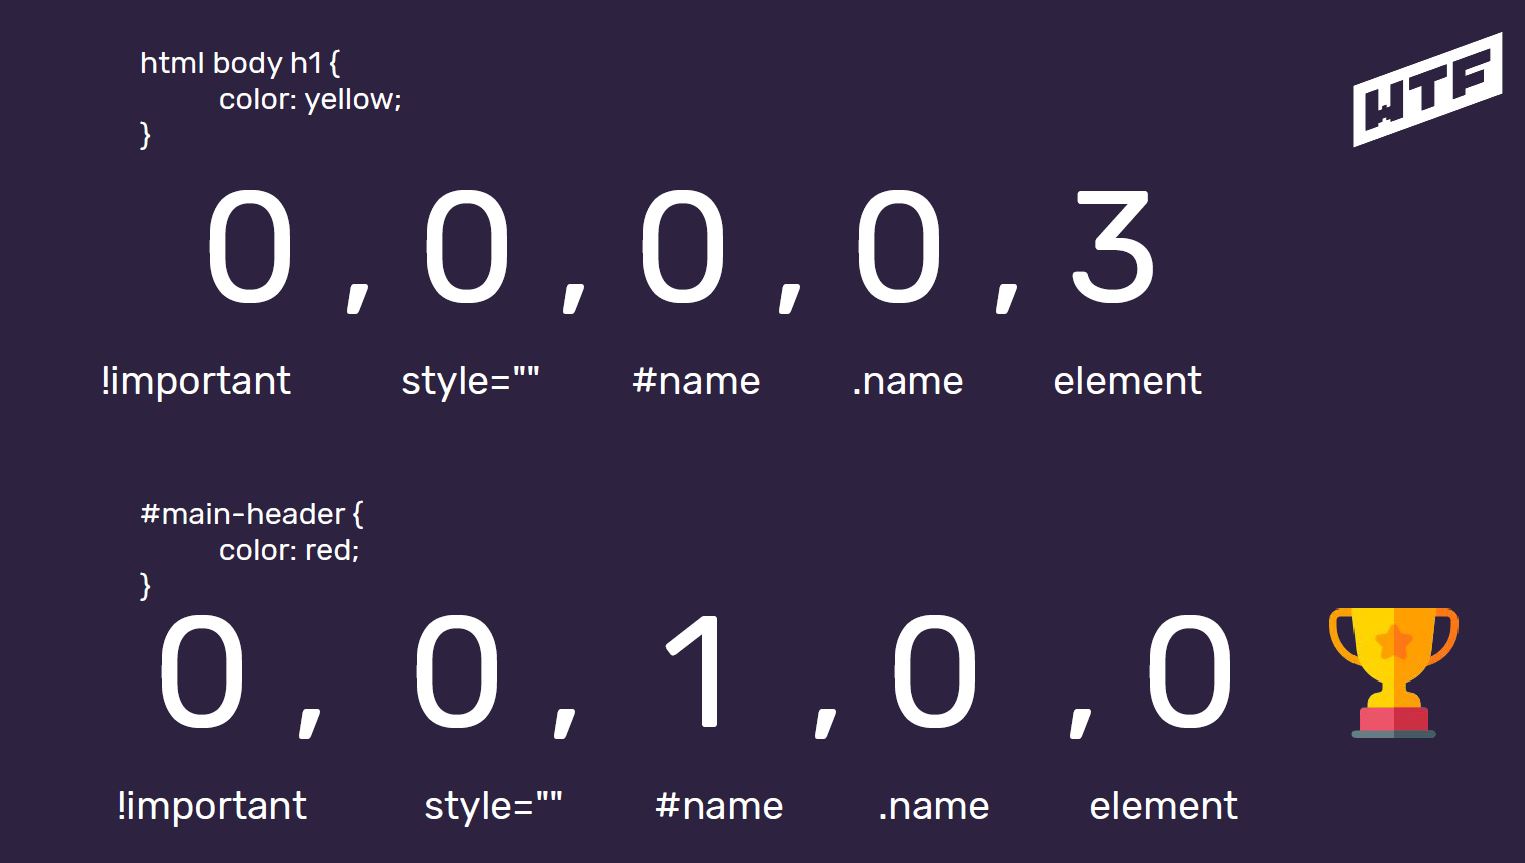 html body h1 {
color: yellow;
}
WTF
0 , 0 , 0 , 0 , 3
!important style="" #name .name element
#main-header {
color: red;
}
0 , 0 , 1 , 0 , 0
!important style="" #name .name element